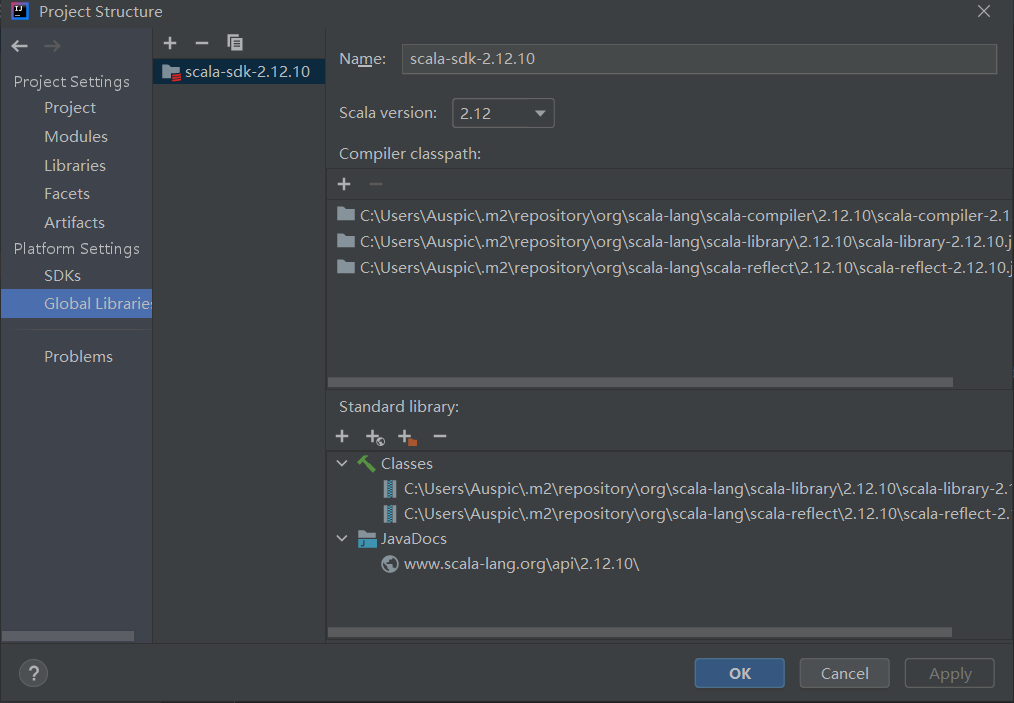 Project Structure
Project Settings
Project
Modules
Libraries
Facets
Artifacts
Platform Settings
SDKs
Global Libraries
Problems
scala-sdk-2.12.10
Name: scala-sdk-2.12.10
Scala version: 2.12
Compiler classpath:
C:\Users\Auspic\.m2\repository\org\scala-lang\scala-compiler\2.12.10\scala-compiler-2.1
C:\Users\Auspic\.m2\repository\org\scala-lang\scala-library\2.12.10\scala-library-2.12.10.j
C:\Users\Auspic\.m2\repository\org\scala-lang\scala-reflect\2.12.10\scala-reflect-2.12.10.j
Standard library:
Classes
C:\Users\Auspic\.m2\repository\org\scala-lang\scala-library\2.12.10\scala-library-2.1
C:\Users\Auspic\.m2\repository\org\scala-lang\scala-reflect\2.12.10\scala-reflect-2.
JavaDocs
www.scala-lang.org\api\2.12.10\
?
OK
Cancel
Apply